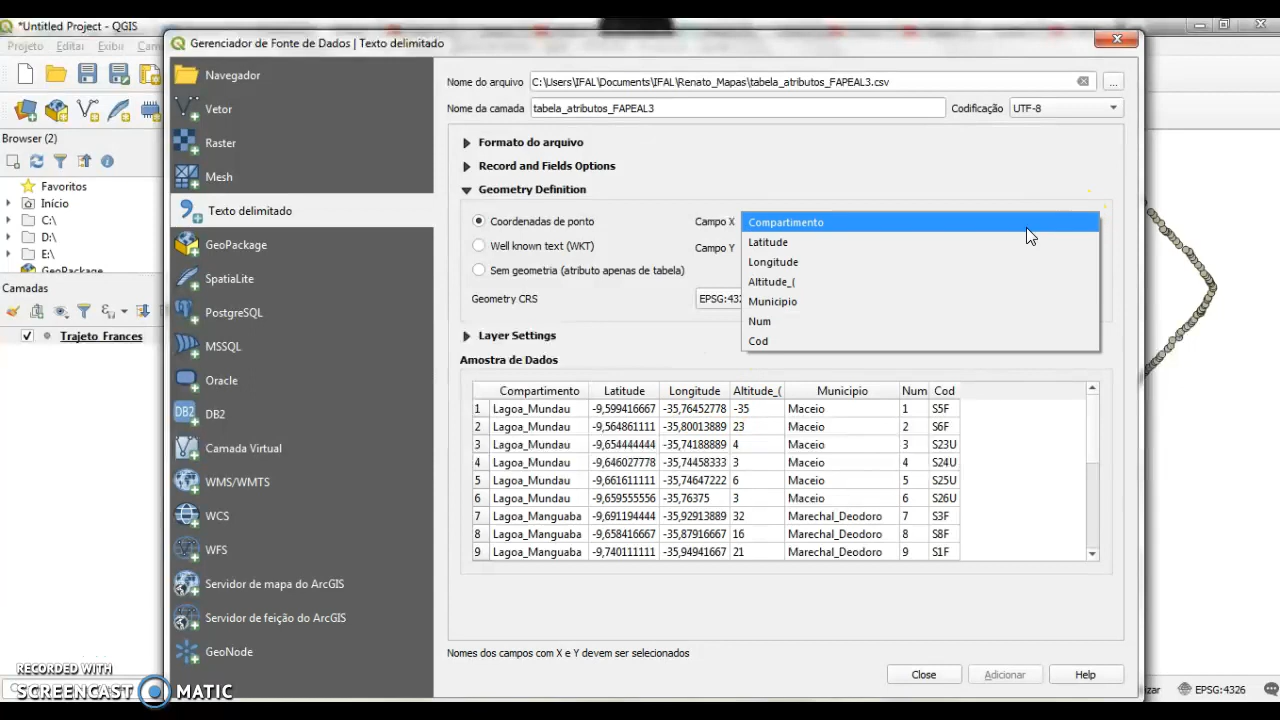 *Untitled Project - QGIS
Projeto Editar Exibi Cam
Gerenciador de Fonte de Dados | Texto delimitado
Browser (2)
Favoritos
Início
C:\
D:\
E:\
GeoPackage
Camadas
Trajeto_Frances
Navegador
Vetor
Raster
Mesh
Texto delimitado
GeoPackage
SpatiaLite
PostgreSQL
MSSQL
Oracle
DB2
DB2
Camada Virtual
WMS/WMTS
WCS
WFS
Servidor de mapa do ArcGIS
Servidor de feição do ArcGIS
GeoNode
Nome do arquivo C:\Users\IFAL\Documents\IFAL\Renato_Mapas\tabela_atributos_FAPEAL3.csv ...
Nome da camada tabela_atributos_FAPEAL3 Codificação UTF-8
Formato do arquivo
Record and Fields Options
Geometry Definition
Coordenadas de ponto
Well known text (WKT)
Sem geometria (atributo apenas de tabela)
Campo X
Campo Y
Compartimento
Latitude
Longitude
Altitude_(
Municipio
Num
Cod
Geometry CRS EPSG:432
Layer Settings
Amostra de Dados
Compartimento Latitude Longitude Altitude_( Municipio Num Cod
1 Lagoa_Mundau -9,599416667 -35,76452778 -35 Maceio 1 S5F
2 Lagoa_Mundau -9,564861111 -35,80013889 23 Maceio 2 S6F
3 Lagoa_Mundau -9,654444444 -35,74188889 4 Maceio 3 S23U
4 Lagoa_Mundau -9,646027778 -35,74458333 3 Maceio 4 S24U
5 Lagoa_Mundau -9,661611111 -35,74647222 6 Maceio 5 S25U
6 Lagoa_Mundau -9,659555556 -35,76375 3 Maceio 6 S26U
7 Lagoa_Manguaba -9,691194444 -35,92913889 32 Marechal_Deodoro 7 S3F
8 Lagoa_Manguaba -9,658416667 -35,87916667 16 Marechal_Deodoro 8 S8F
9 Lagoa_Manguaba -9,740111111 -35,94941667 21 Marechal_Deodoro 9 S1F
Nomes dos campos com X e Y devem ser selecionados
Close Adicionar Help
RECORDED WITH
SCREENCAST MATIC
zar EPSG:4326